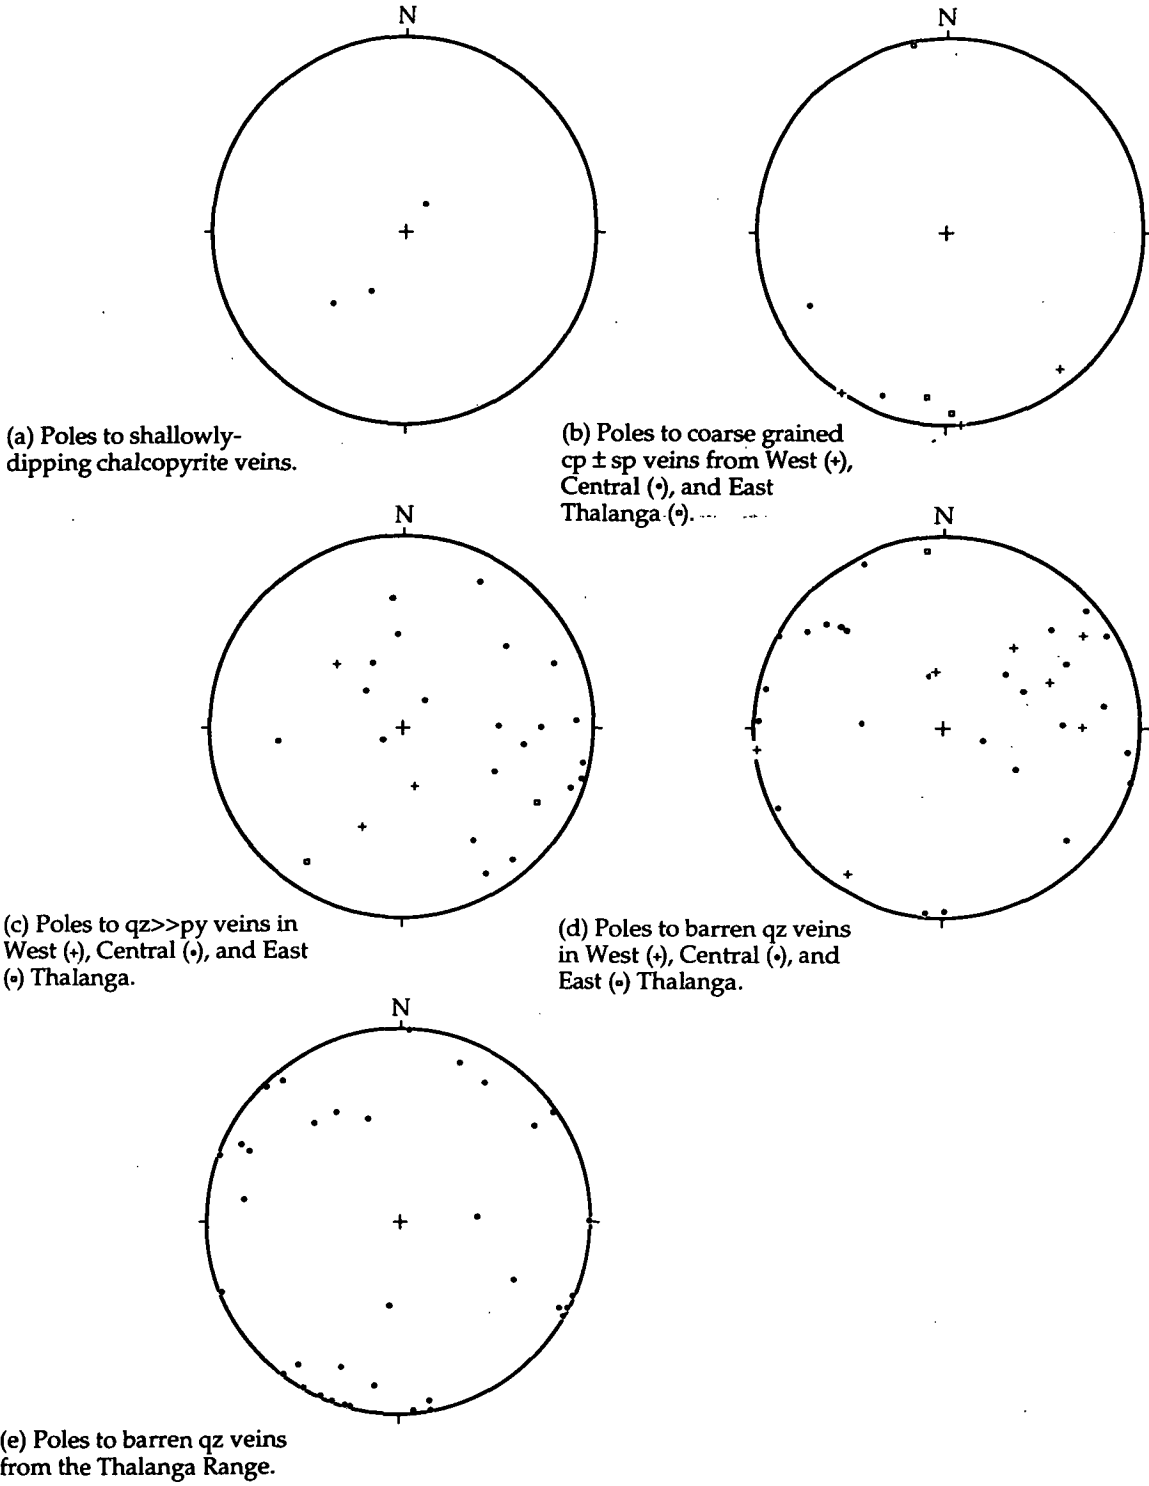 N
N
(a) Poles to shallowly-
dipping chalcopyrite veins.
(b) Poles to coarse grained
cp ± sp veins from West (+),
Central (•), and East
Thalanga (▫).
N
N
(c) Poles to qz>>py veins in
West (+), Central (•), and East
(▫) Thalanga.
(d) Poles to barren qz veins
in West (+), Central (•), and
East (▫) Thalanga.
N
(e) Poles to barren qz veins
from the Thalanga Range.